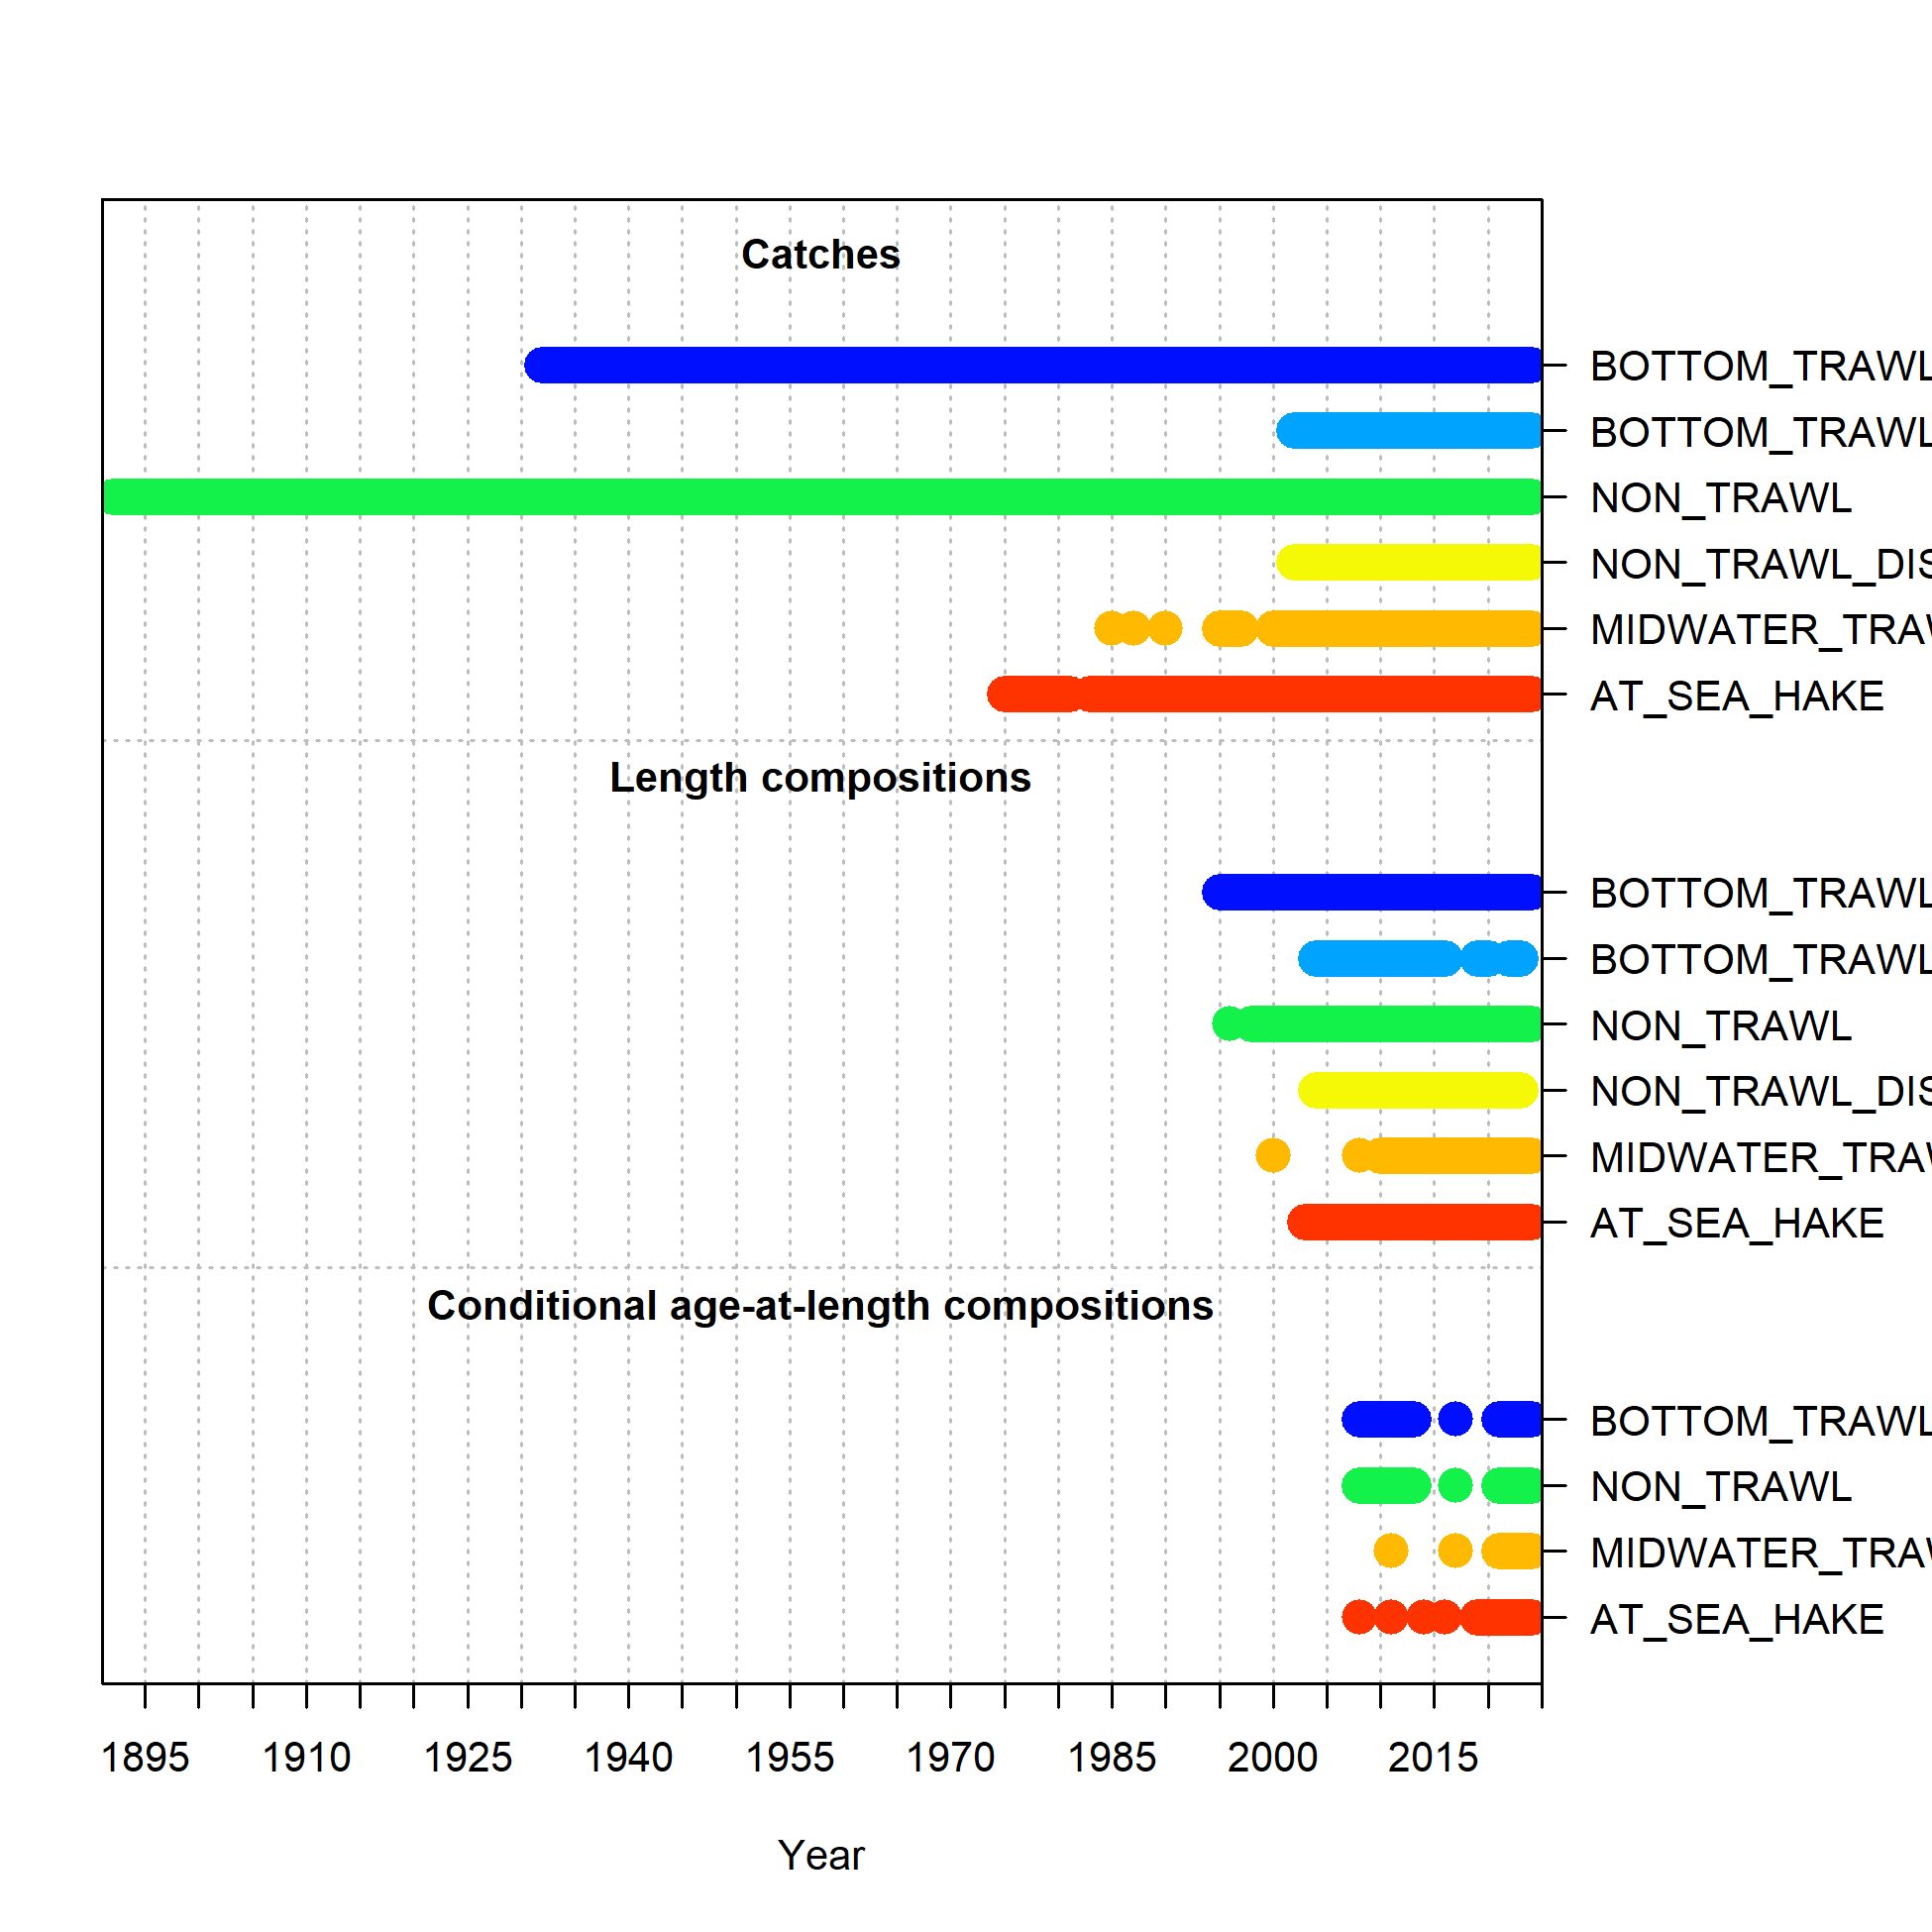 Catches
BOTTOM_TRAWL
BOTTOM_TRAWL
NON_TRAWL
NON_TRAWL_DIS
MIDWATER_TRAW
AT_SEA_HAKE
Length compositions
BOTTOM_TRAWL
BOTTOM_TRAWL
NON_TRAWL
NON_TRAWL_DIS
MIDWATER_TRAW
AT_SEA_HAKE
Conditional age-at-length compositions
BOTTOM_TRAWL
NON_TRAWL
MIDWATER_TRAW
AT_SEA_HAKE
1895 1910 1925 1940 1955 1970 1985 2000 2015
Year